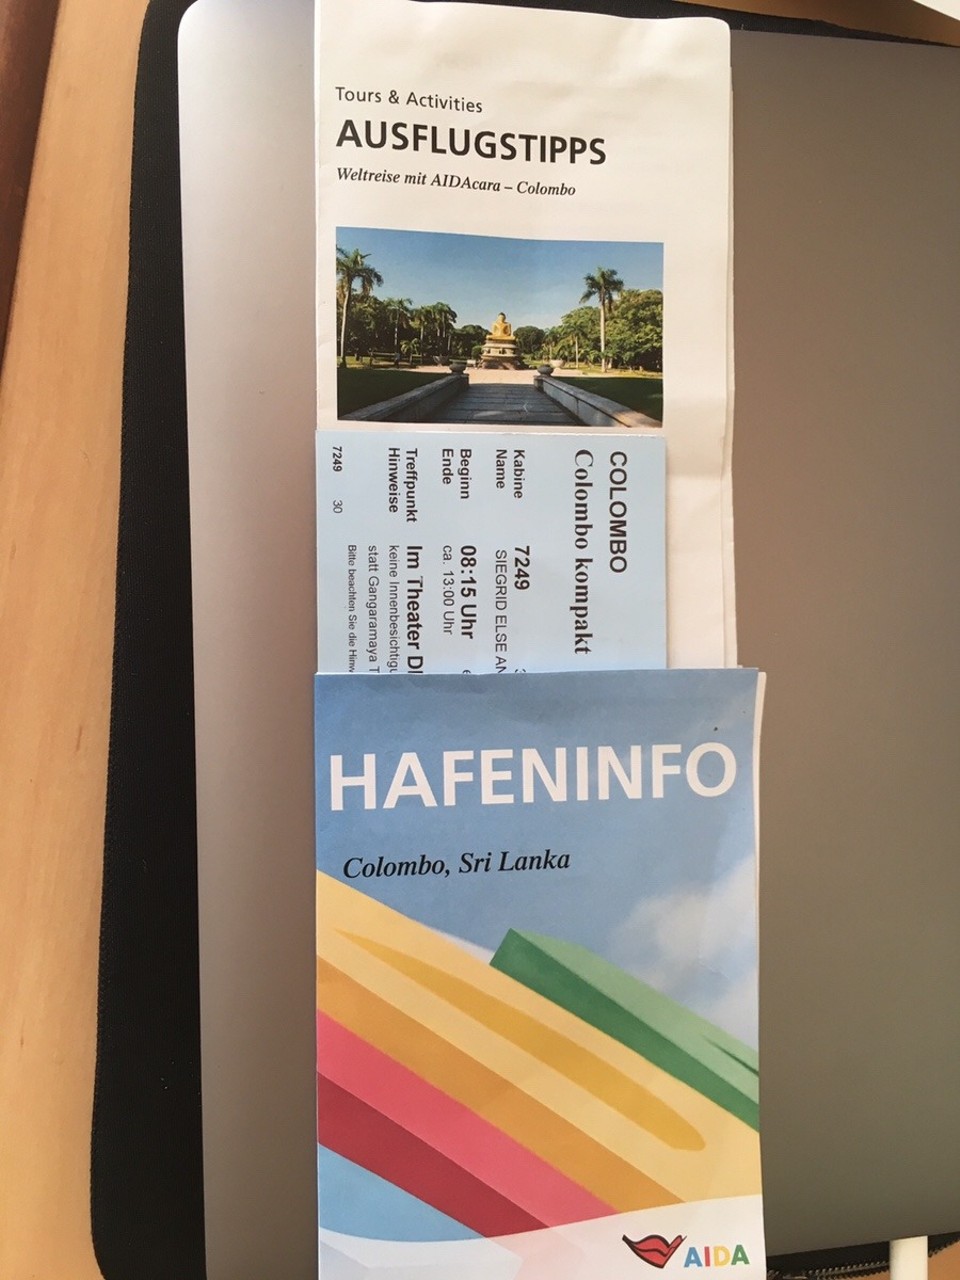 Tours & Activities
AUSFLUGSTIPPS
Weltreise mit AIDAcara – Colombo
COLOMBO
Colombo kompakt
Kabine 7249
Name SIEGRID ELSE
Beginn 08:15 Uhr
Ende ca. 13:00 Uhr
Treffpunkt Im Theater
Hinweise keine
statt Gangaramaya
7249 30 Bitte beachten Sie die
HAFENINFO
Colombo, Sri Lanka
AIDA